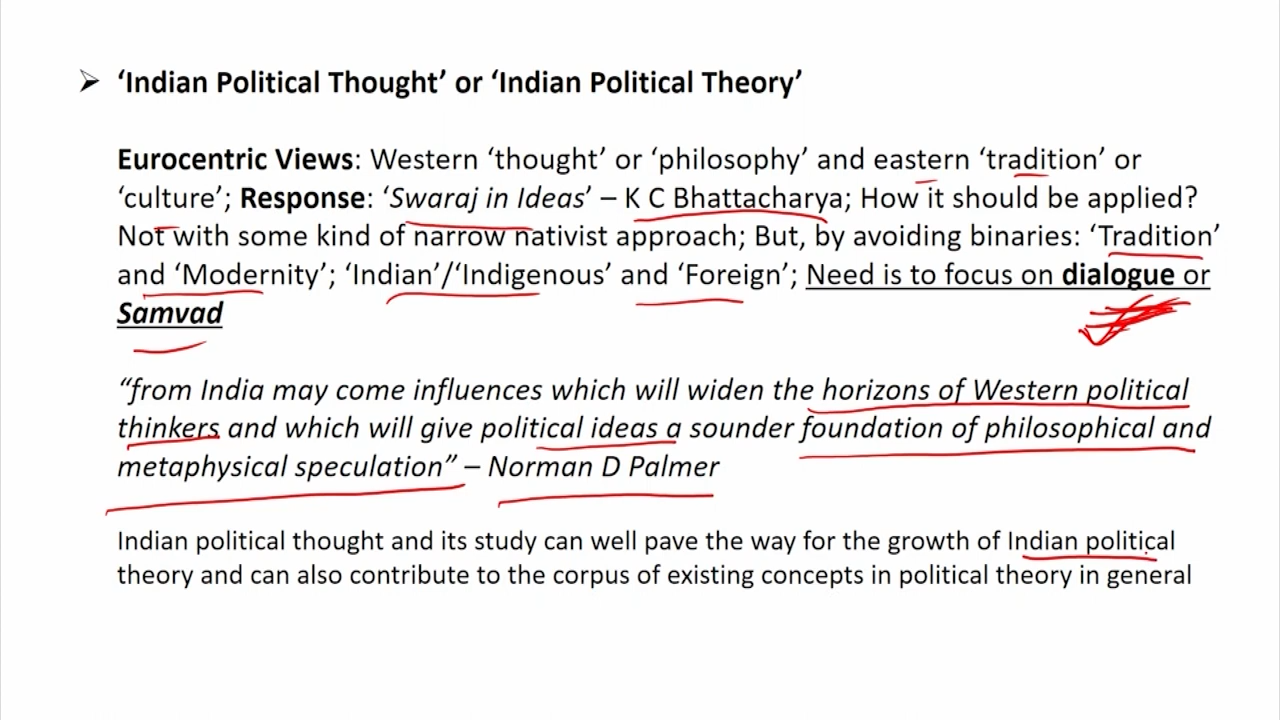 ➢ ‘Indian Political Thought’ or ‘Indian Political Theory’
Eurocentric Views: Western ‘thought’ or ‘philosophy’ and eastern ‘tradition’ or
‘culture’; Response: ‘Swaraj in Ideas’ – K C Bhattacharya; How it should be applied?
Not with some kind of narrow nativist approach; But, by avoiding binaries: ‘Tradition’
and ‘Modernity’; ‘Indian’/‘Indigenous’ and ‘Foreign’; Need is to focus on dialogue or
Samvad
“from India may come influences which will widen the horizons of Western political
thinkers and which will give political ideas a sounder foundation of philosophical and
metaphysical speculation” – Norman D Palmer
Indian political thought and its study can well pave the way for the growth of Indian political
theory and can also contribute to the corpus of existing concepts in political theory in general